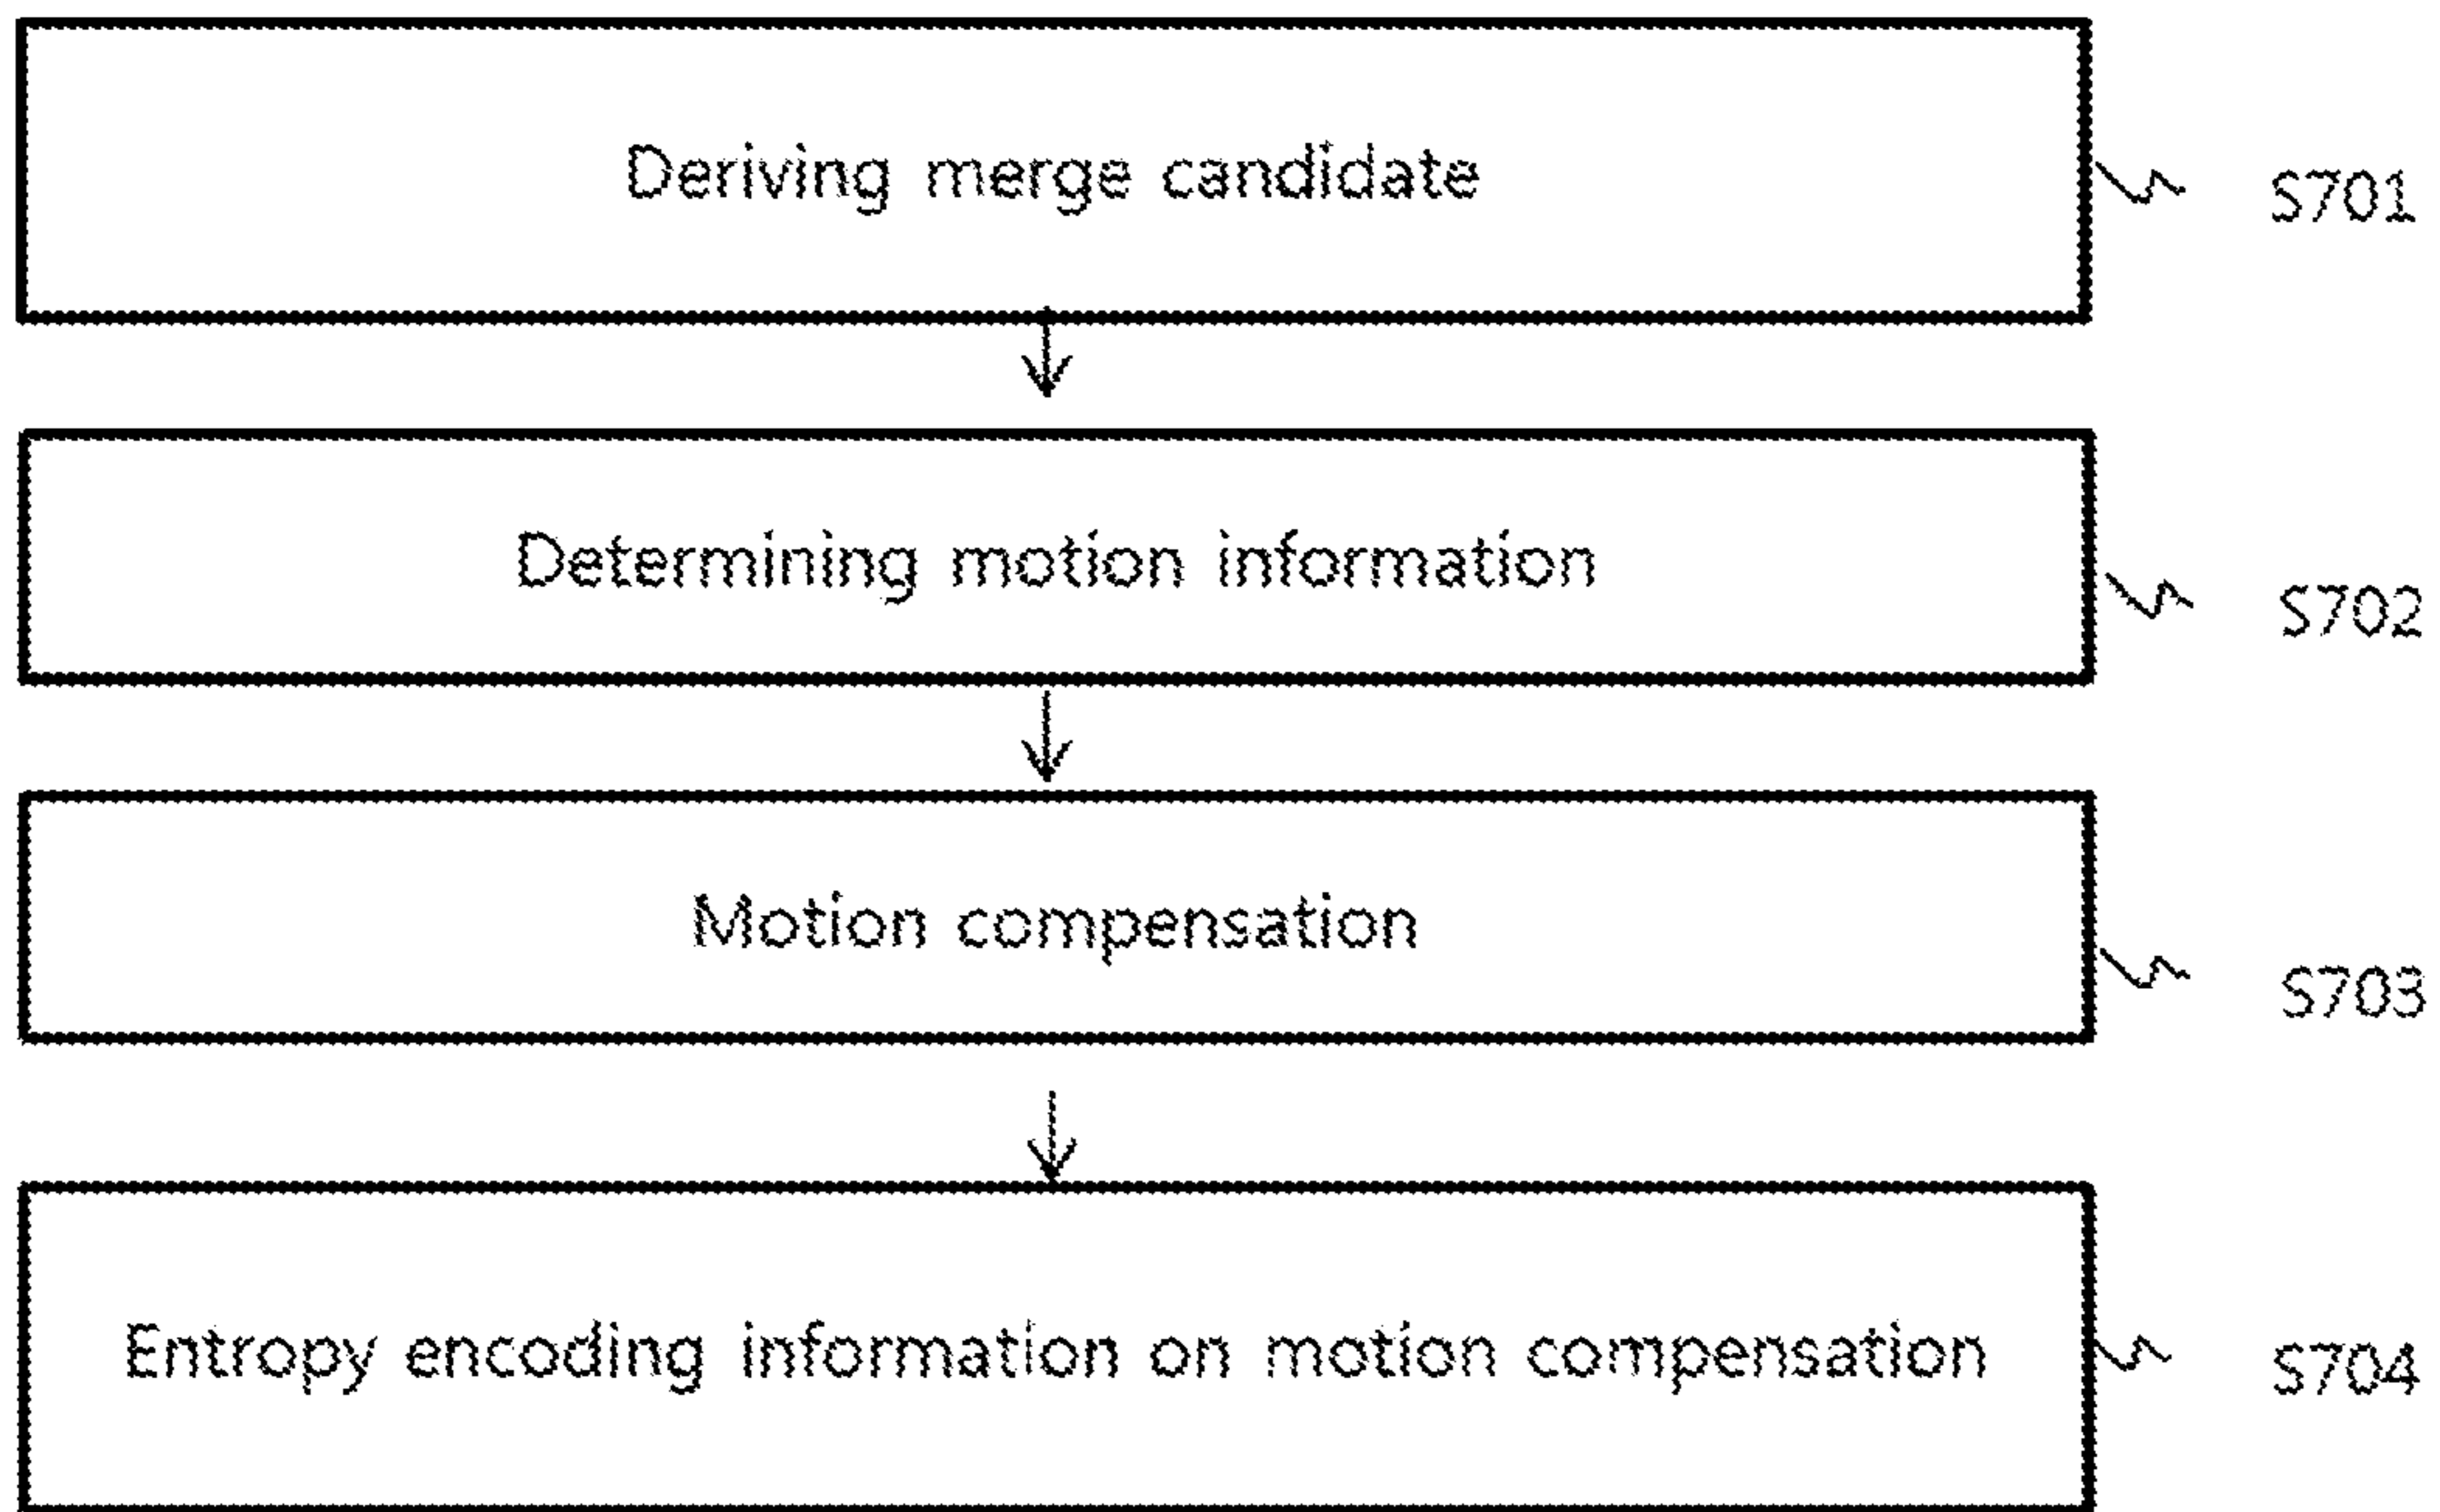 Deriving merge candidate
S701
Determining motion information
S702
Motion compensation
S703
Entropy encoding information on motion compensation
S704